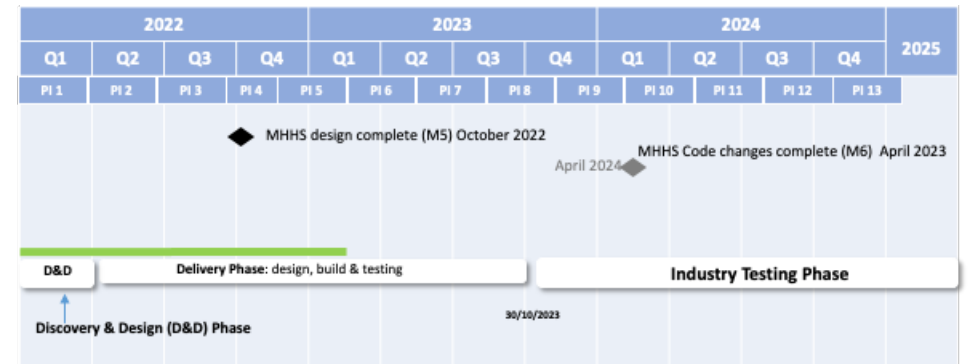 2022 2023 2024 2025
Q1 Q2 Q3 Q4 Q1 Q2 Q3 Q4 Q1 Q2 Q3 Q4
PI 1 PI 2 PI 3 PI 4 PI 5 PI 6 PI 7 PI 8 PI 9 PI 10 PI 11 PI 12 PI 13
MHHS design complete (M5) October 2022
MHHS Code changes complete (M6) April 2023
April 2024
D&D
Delivery Phase: design, build & testing
Industry Testing Phase
30/10/2023
Discovery & Design (D&D) Phase